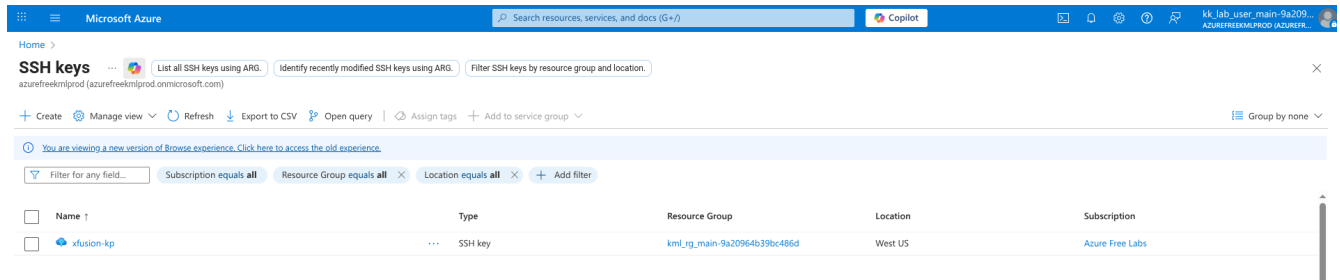 Microsoft Azure
Search resources, services, and docs (G+/)
Copilot
kk_lab_user_main-9a209...
AZUREFREEKMLPROD (AZUREFR...
Home >
SSH keys ... List all SSH keys using ARG. Identify recently modified SSH keys using ARG. Filter SSH keys by resource group and location.
azurefreekmlprod (azurefreekmlprod.onmicrosoft.com)
+ Create Manage view Refresh Export to CSV Open query | Assign tags + Add to service group Group by none
You are viewing a new version of Browse experience. Click here to access the old experience.
Filter for any field... Subscription equals all Resource Group equals all × Location equals all × + Add filter
Name ↑ Type Resource Group Location Subscription
xfusion-kp ... SSH key kml_rg_main-9a20964b39bc486d West US Azure Free Labs